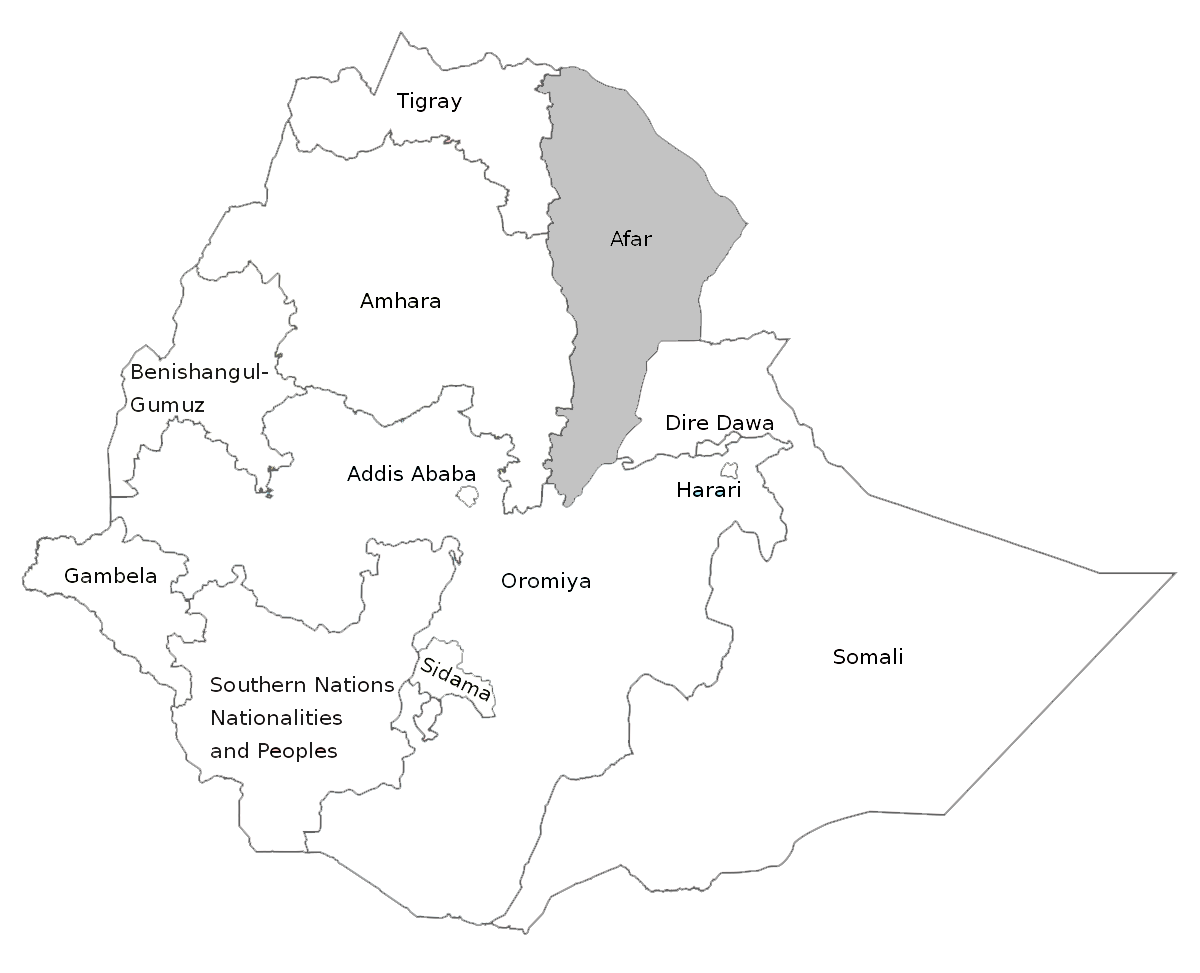 Tigray
Afar
Amhara
Benishangul-
Gumuz
Dire Dawa
Addis Ababa
Harari
Gambela
Oromiya
Somali
Sidama
Southern Nations
Nationalities
and Peoples